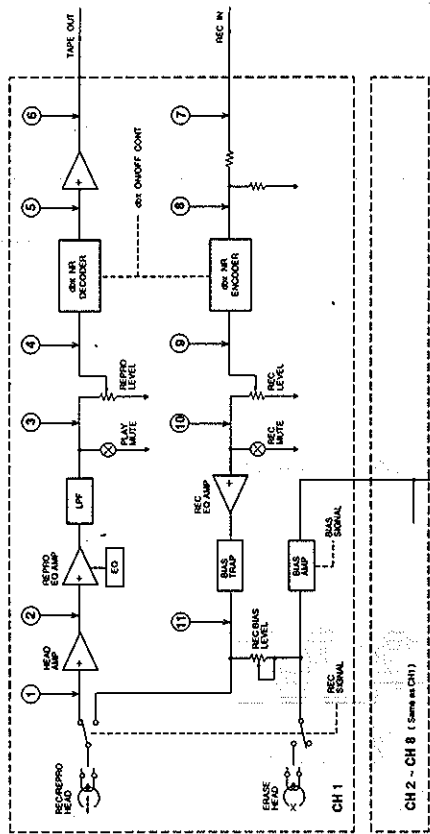 REC/REPRO
HEAD
1
HEAD
AMP
2
REPRO
EQ AMP
EQ
LPF
3
PLAY
MUTE
REPRO
LEVEL
4
dbx NR
DECODER
5
6
TAPE OUT
dbx ON/OFF CONT
11
BIAS
TRAP
REC
EQ AMP
10
REC
MUTE
REC
LEVEL
9
dbx NR
ENCODER
8
7
REC IN
REC BIAS
LEVEL
BIAS
AMP
BIAS
SIGNAL
REC
SIGNAL
ERASE
HEAD
CH 1
CH 2 ~ CH 8 ( Same as CH1 )